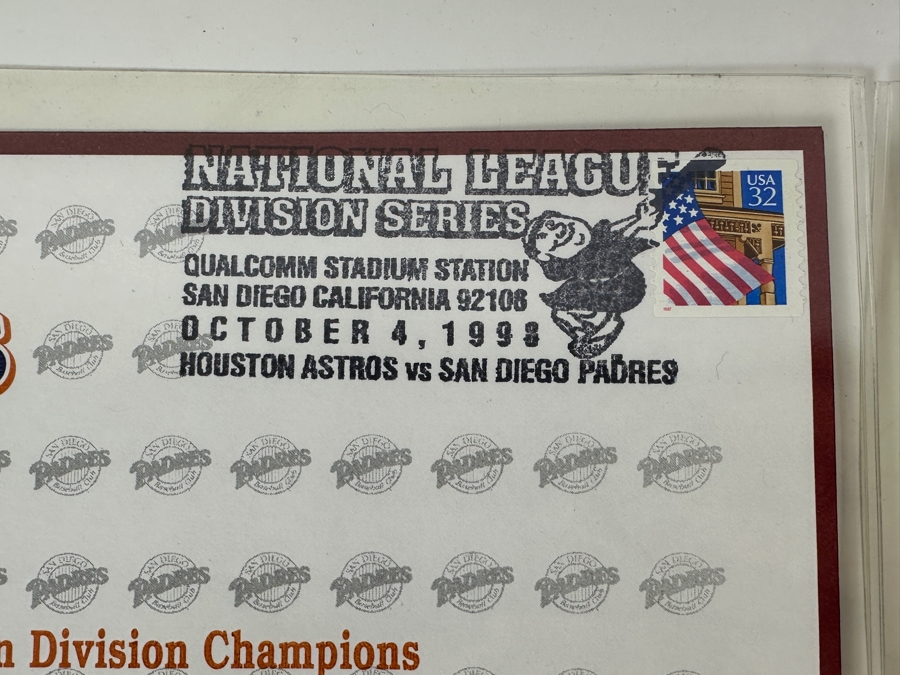 NATIONAL LEAGUE
DIVISION SERIES
QUALCOMM STADIUM STATION
SAN DIEGO CALIFORNIA 92108
OCTOBER 4, 1998
HOUSTON ASTROS vs SAN DIEGO PADRES
USA
32
SAN DIEGO
PADRES
Baseball Club
Division Champions